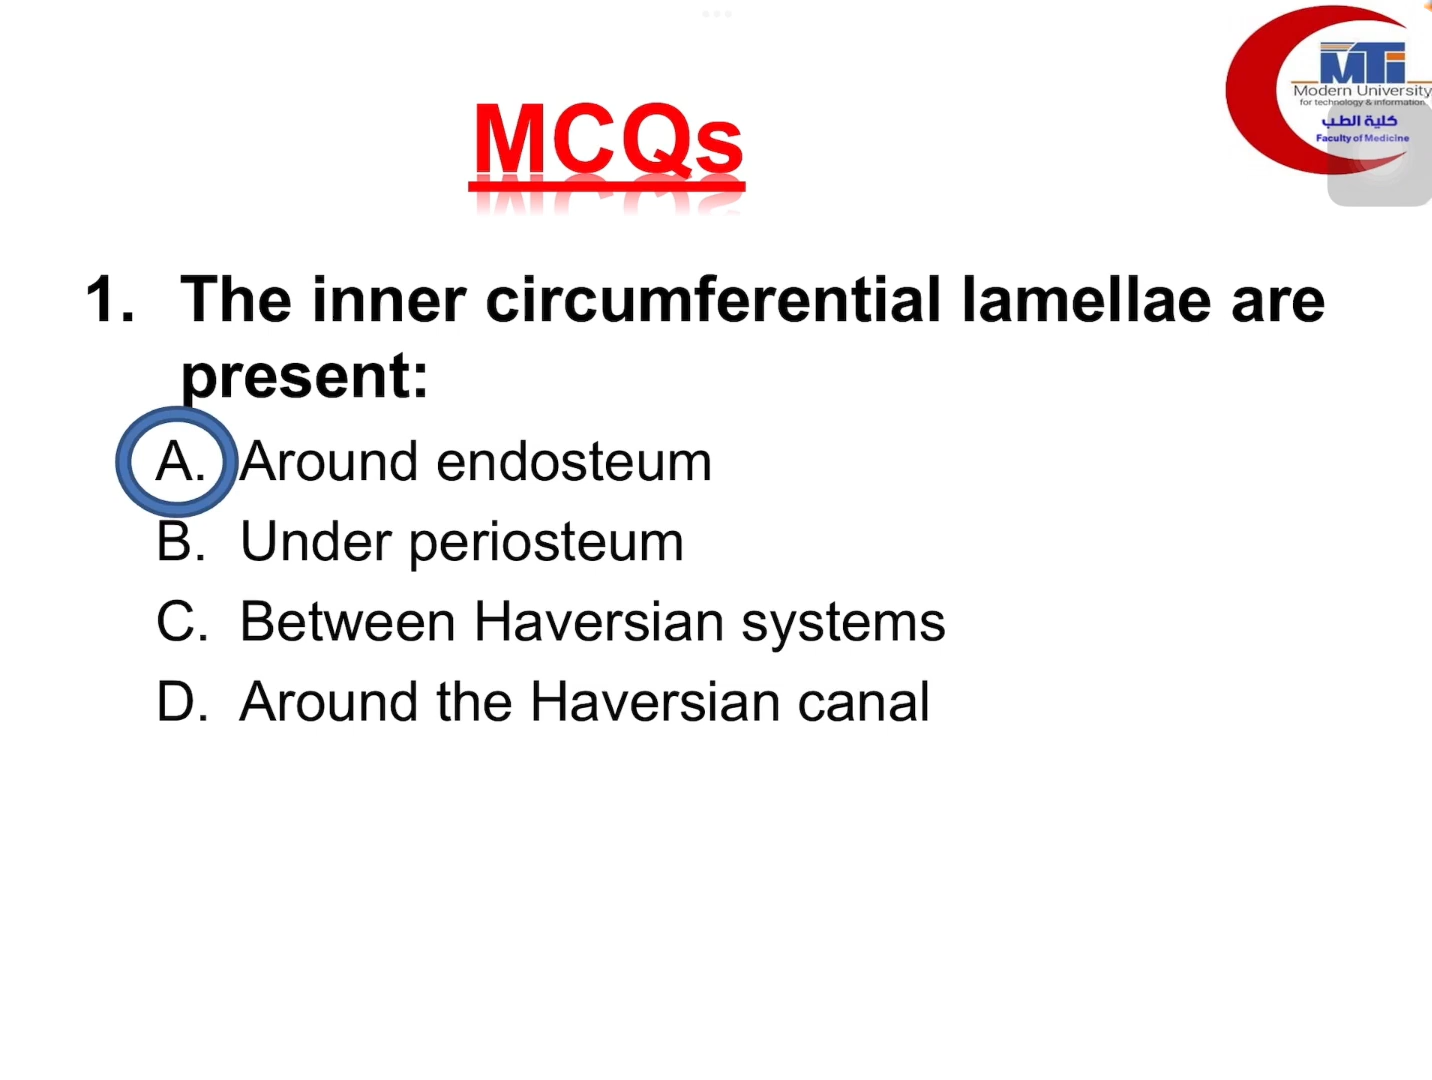 MTi
Modern University
for technology & information
كلية الطب
Faculty of Medicine
MCQs
1. The inner circumferential lamellae are
present:
A. Around endosteum
B. Under periosteum
C. Between Haversian systems
D. Around the Haversian canal